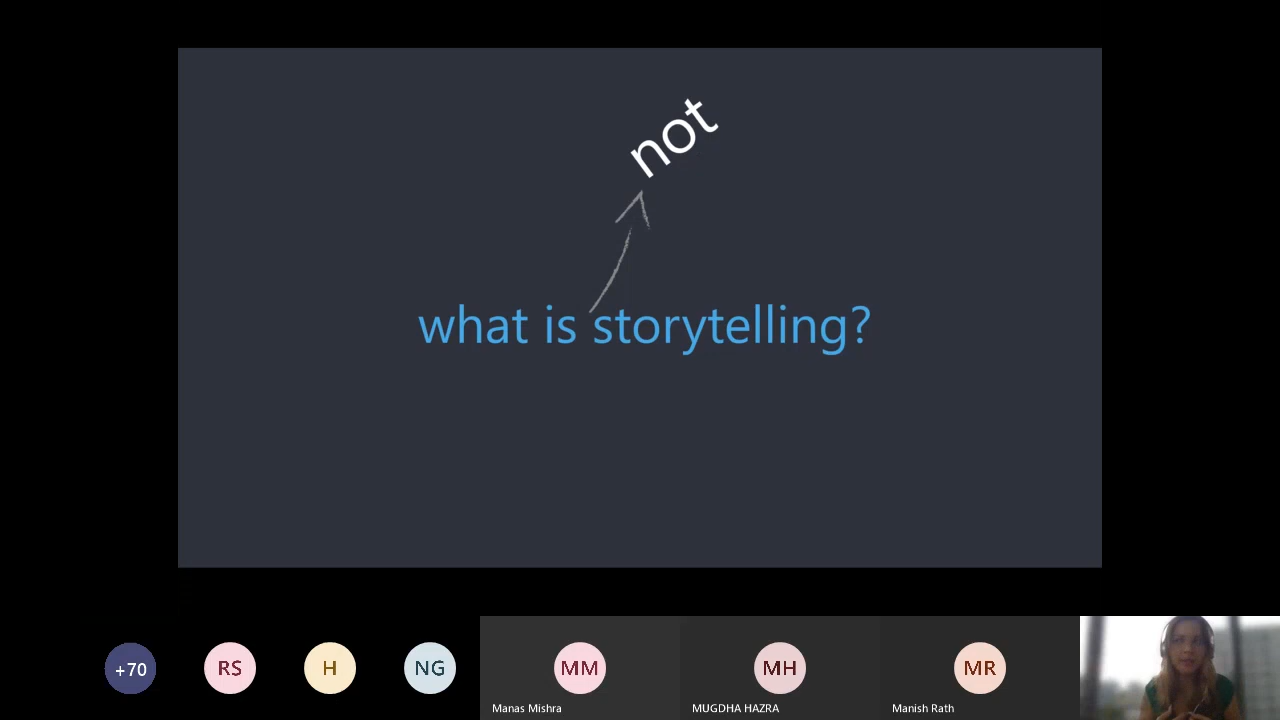 not
what is storytelling?
+70
RS
H
NG
MM
MH
MR
Manas Mishra
MUGDHA HAZRA
Manish Rath